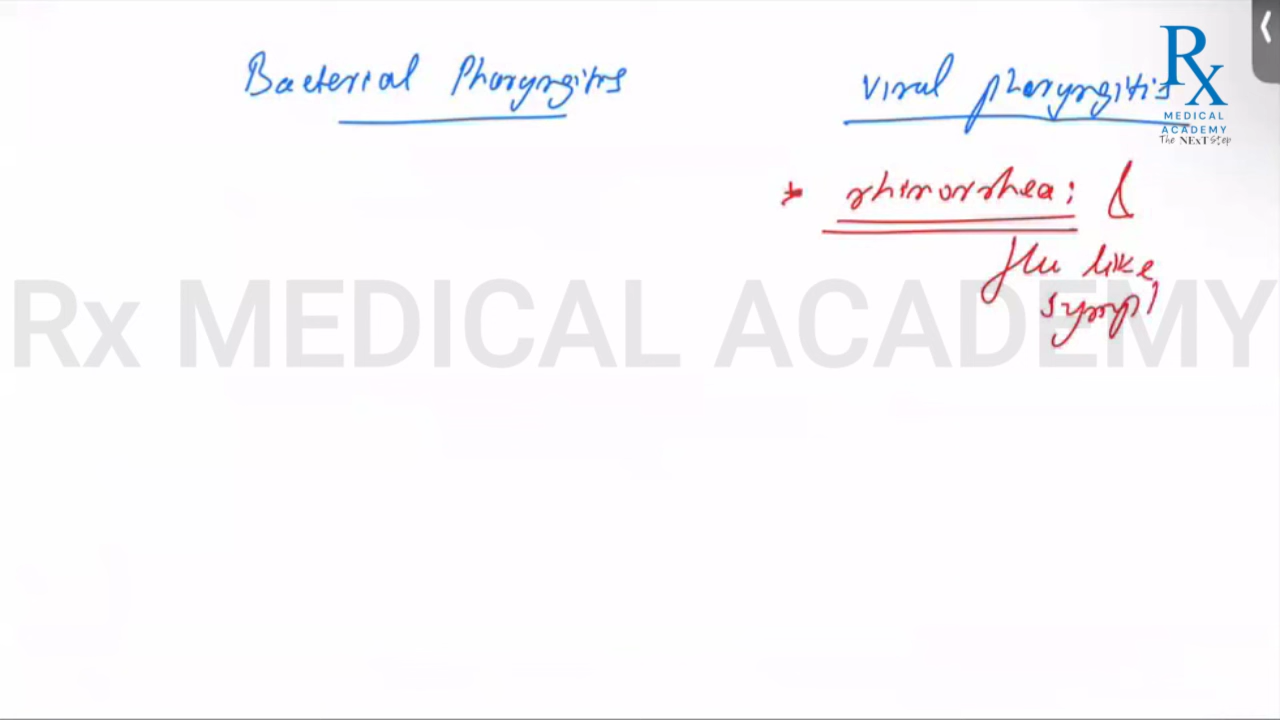 Bacterial Pharyngitis
Viral pharyngitis
rhinorrhea; &
flu like
symp
Rx
MEDICAL
ACADEMY
The NExT Step
Rx MEDICAL ACADEMY